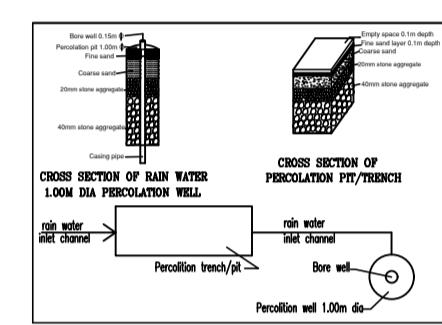 Bore well 0.15m
Percolation pit 1.00m
Fine sand
Coarse sand
20mm stone aggregate
40mm stone aggregate
Casing pipe
CROSS SECTION OF RAIN WATER
1.00M DIA PERCOLATION WELL
Empty space 0.1m depth
Fine sand layer 0.1m depth
Coarse sand
20mm stone aggregate
40mm stone aggregate
CROSS SECTION OF
PERCOLATION PIT/TRENCH
rain water
inlet channel
Percolition trench/pit
rain water
inlet channel
Bore well
Percolition well 1.00m dia